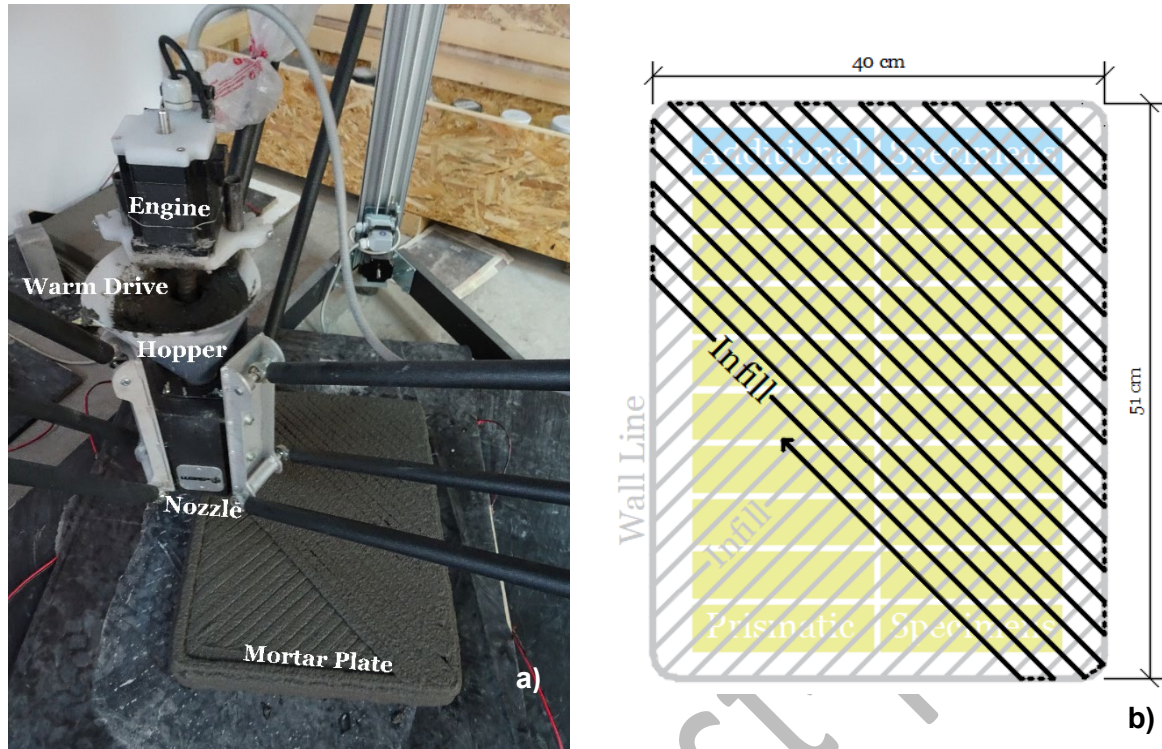 Engine
Warm Drive
Hopper
Nozzle
Mortar Plate
a)
40 cm
51 cm
Additional Specimens
Infill
Infill
Wall Line
Prismatic Specimens
b)